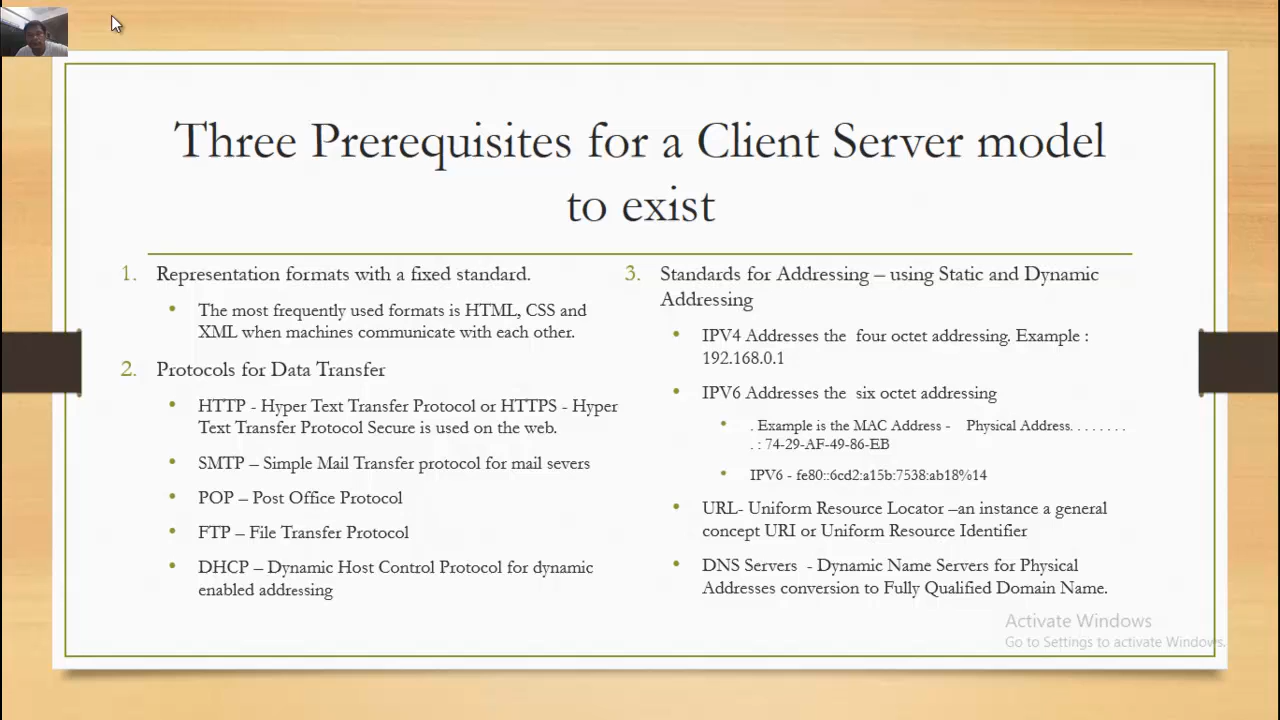 Three Prerequisites for a Client Server model
to exist
1. Representation formats with a fixed standard.
• The most frequently used formats is HTML, CSS and
XML when machines communicate with each other.
2. Protocols for Data Transfer
• HTTP - Hyper Text Transfer Protocol or HTTPS - Hyper
Text Transfer Protocol Secure is used on the web.
• SMTP – Simple Mail Transfer protocol for mail severs
• POP – Post Office Protocol
• FTP – File Transfer Protocol
• DHCP – Dynamic Host Control Protocol for dynamic
enabled addressing
3. Standards for Addressing – using Static and Dynamic
Addressing
• IPV4 Addresses the four octet addressing. Example :
192.168.0.1
• IPV6 Addresses the six octet addressing
• . Example is the MAC Address - Physical Address. . . . . . . .
. : 74-29-AF-49-86-EB
• IPV6 - fe80::6cd2:a15b:7538:ab18%14
• URL- Uniform Resource Locator –an instance a general
concept URI or Uniform Resource Identifier
• DNS Servers - Dynamic Name Servers for Physical
Addresses conversion to Fully Qualified Domain Name.
Activate Windows
Go to Settings to activate Windows.